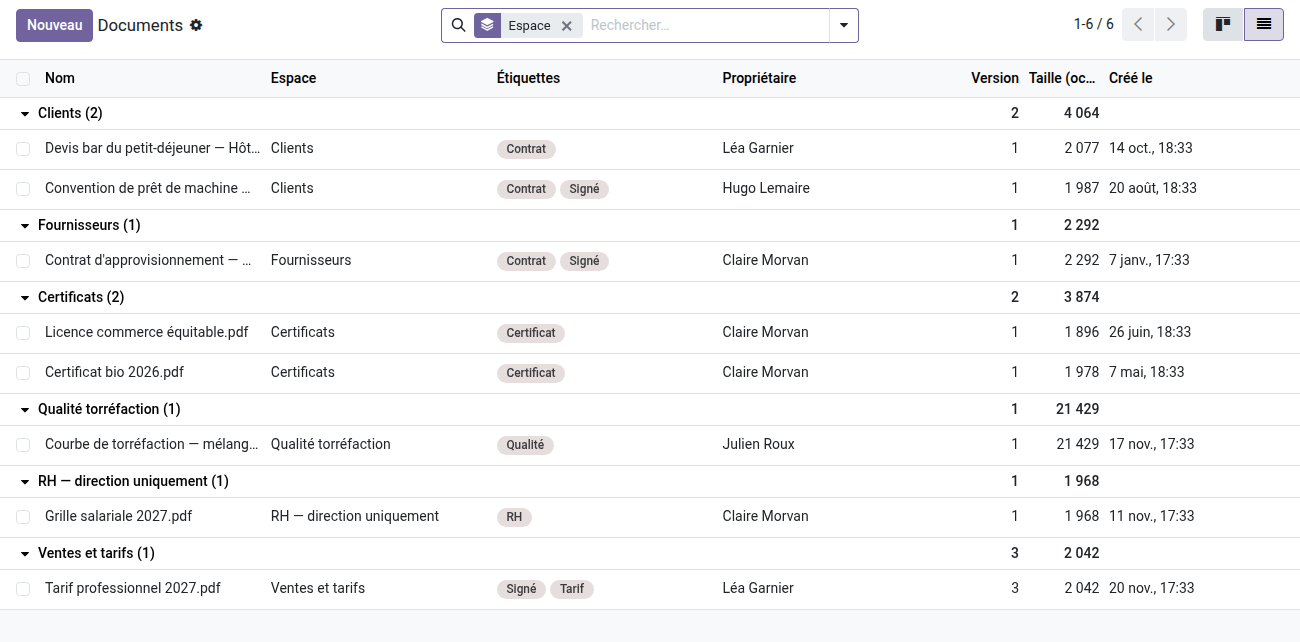 Nouveau Documents Espace Rechercher... 1-6 / 6
Nom Espace Étiquettes Propriétaire Version Taille (oc... Créé le
Clients (2) 2 4 064
Devis bar du petit-déjeuner — Hôt... Clients Contrat Léa Garnier 1 2 077 14 oct., 18:33
Convention de prêt de machine ... Clients Contrat Signé Hugo Lemaire 1 1 987 20 août, 18:33
Fournisseurs (1) 1 2 292
Contrat d'approvisionnement — ... Fournisseurs Contrat Signé Claire Morvan 1 2 292 7 janv., 17:33
Certificats (2) 2 3 874
Licence commerce équitable.pdf Certificats Certificat Claire Morvan 1 1 896 26 juin, 18:33
Certificat bio 2026.pdf Certificats Certificat Claire Morvan 1 1 978 7 mai, 18:33
Qualité torréfaction (1) 1 21 429
Courbe de torréfaction — mélang... Qualité torréfaction Qualité Julien Roux 1 21 429 17 nov., 17:33
RH — direction uniquement (1) 1 1 968
Grille salariale 2027.pdf RH — direction uniquement RH Claire Morvan 1 1 968 11 nov., 17:33
Ventes et tarifs (1) 3 2 042
Tarif professionnel 2027.pdf Ventes et tarifs Signé Tarif Léa Garnier 3 2 042 20 nov., 17:33